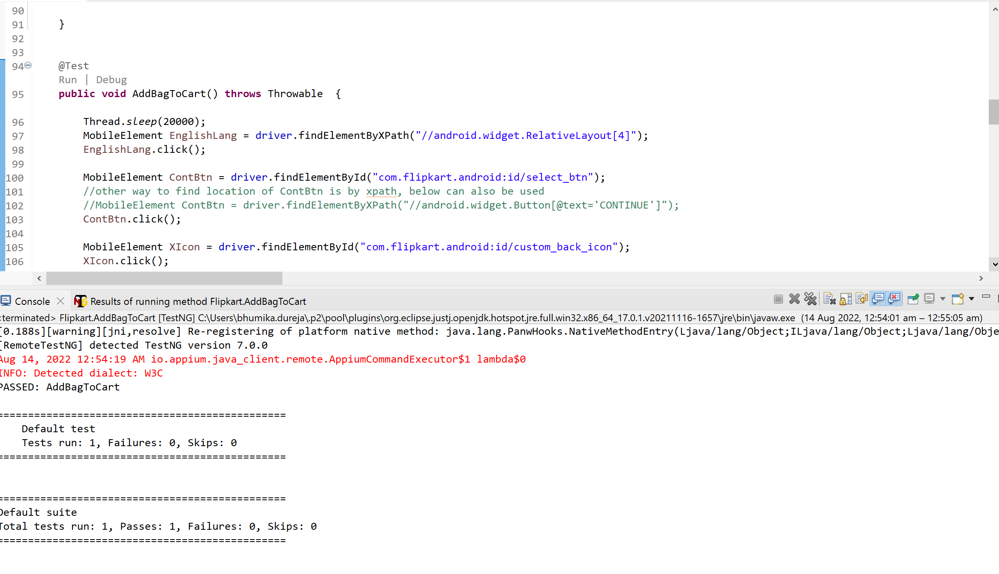 90
91 }
92
93
94 @Test
Run | Debug
95 public void AddBagToCart() throws Throwable  {
96 Thread.sleep(20000);
97 MobileElement EnglishLang = driver.findElementByXPath("//android.widget.RelativeLayout[4]");
98 EnglishLang.click();
99
100 MobileElement ContBtn = driver.findElementById("com.flipkart.android:id/select_btn");
101 //other way to find location of ContBtn is by xpath, below can also be used
102 //MobileElement ContBtn = driver.findElementByXPath("//android.widget.Button[@text='CONTINUE']");
103 ContBtn.click();
104
105 MobileElement XIcon = driver.findElementById("com.flipkart.android:id/custom_back_icon");
106 XIcon.click();
Console NG Results of running method Flipkart.AddBagToCart
<terminated> Flipkart.AddBagToCart [TestNG] C:\Users\bhumika.dureja\.p2\pool\plugins\org.eclipse.justj.openjdk.hotspot.jre.full.win32.x86_64_17.0.1.v20211116-1657\jre\bin\javaw.exe (14 Aug 2022, 12:54:01 am – 12:55:05 am)
[0.188s][warning][jni,resolve] Re-registering of platform native method: java.lang.PanwHooks.NativeMethodEntry(Ljava/lang/Object;ILjava/lang/Object;Ljava/lang/Obje
[RemoteTestNG] detected TestNG version 7.0.0
Aug 14, 2022 12:54:19 AM io.appium.java_client.remote.AppiumCommandExecutor$1 lambda$0
INFO: Detected dialect: W3C
PASSED: AddBagToCart
===============================================
Default test
Tests run: 1, Failures: 0, Skips: 0
===============================================
===============================================
Default suite
Total tests run: 1, Passes: 1, Failures: 0, Skips: 0
===============================================